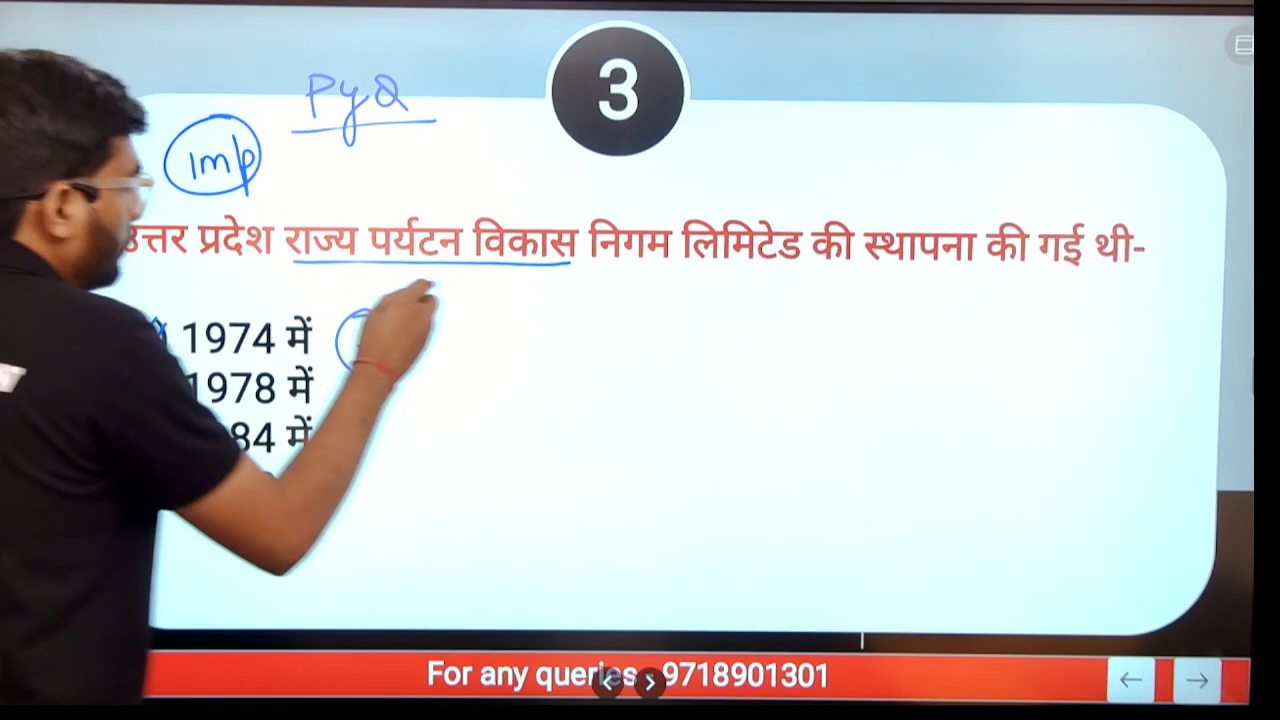 3
PyQ
Imp
उत्तर प्रदेश राज्य पर्यटन विकास निगम लिमिटेड की स्थापना की गई थी-
1974 में
1978 में
84 में
For any queries - 9718901301